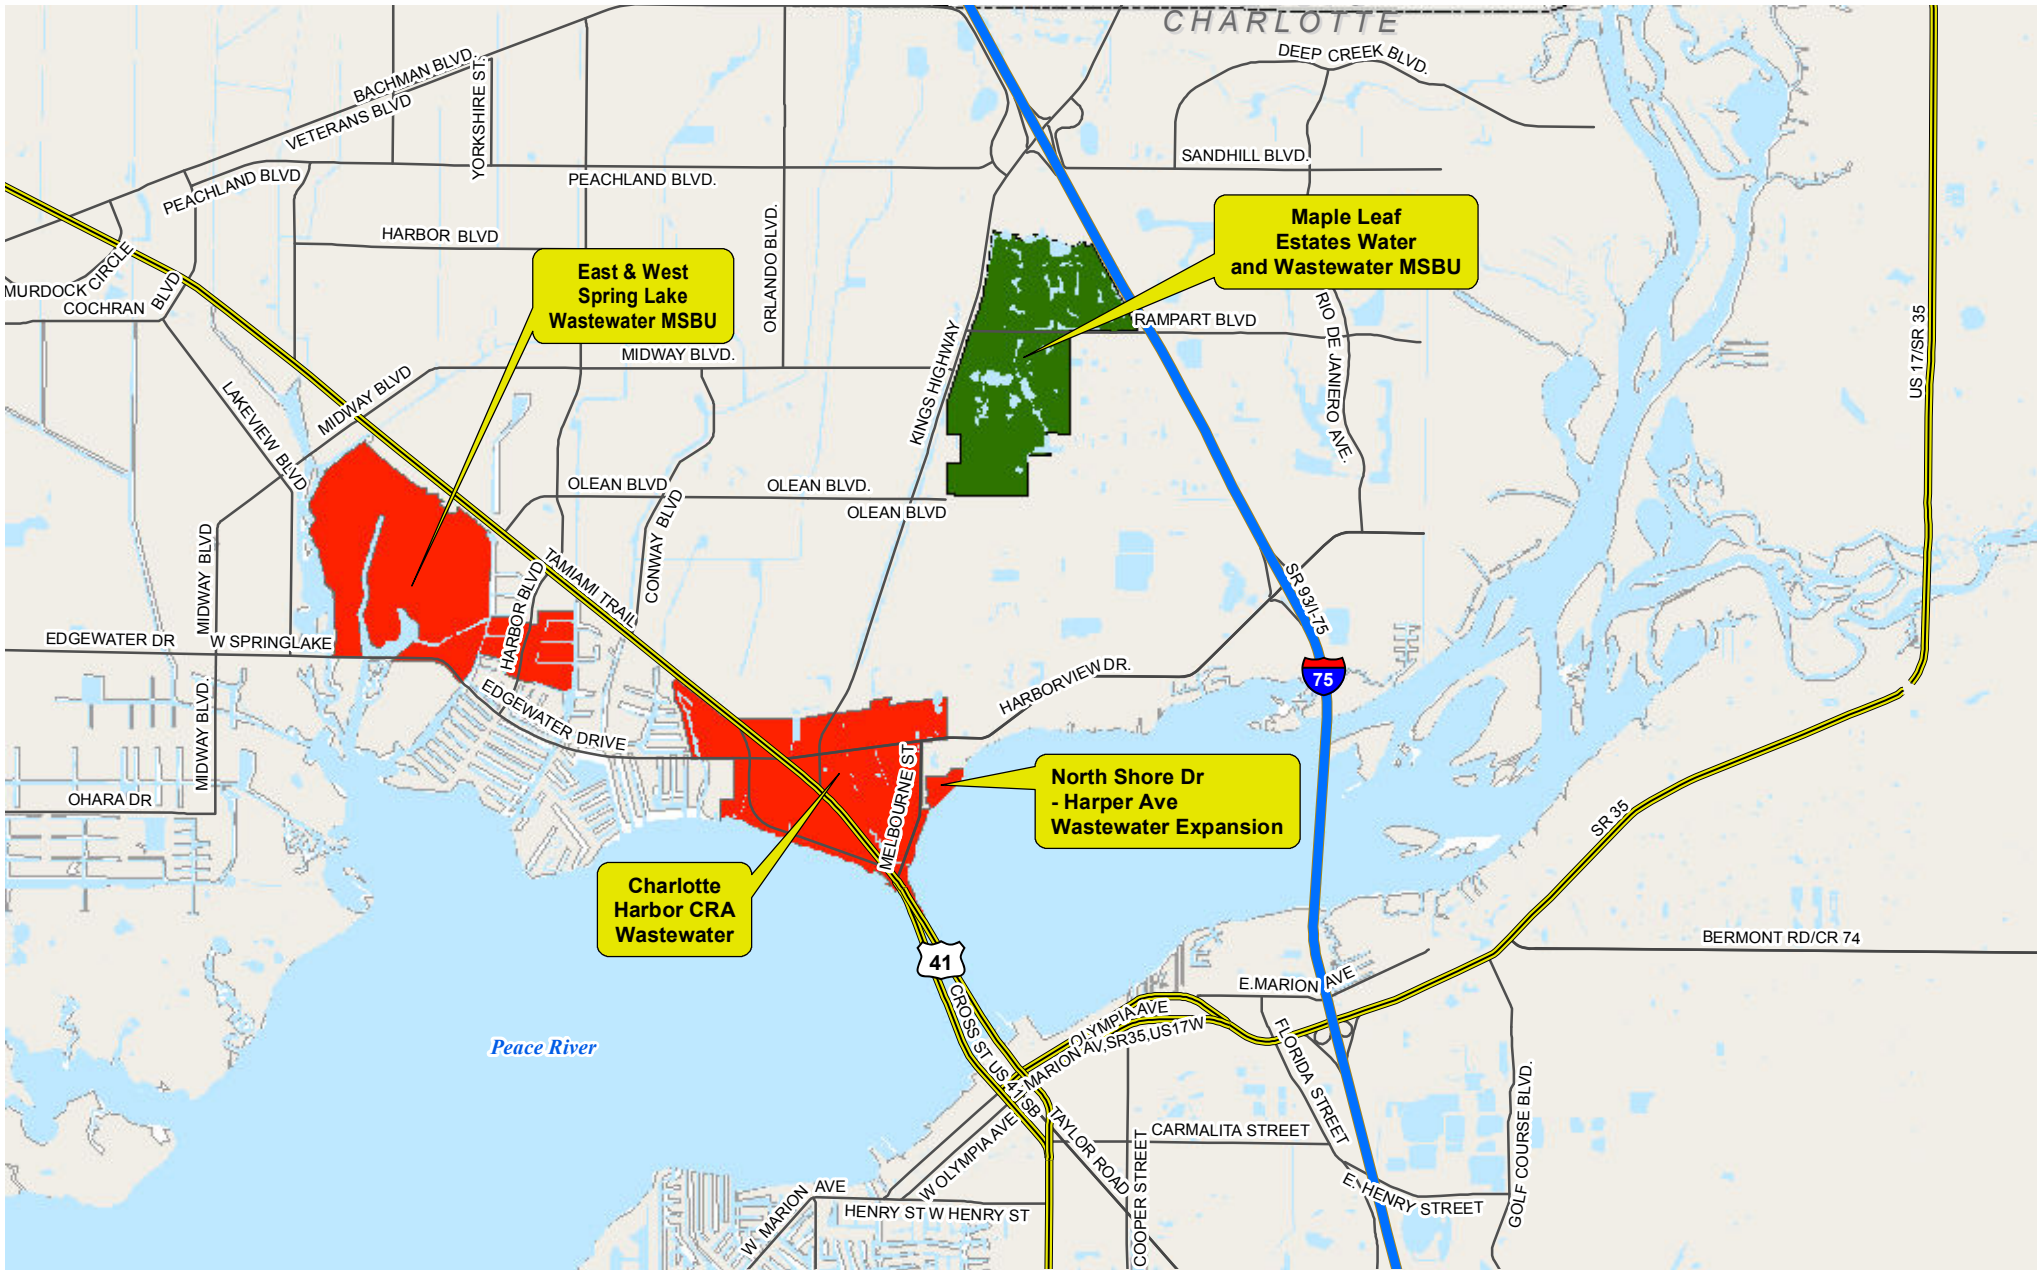 CHARLOTTE
DEEP CREEK BLVD.
BACHMAN BLVD
VETERANS BLVD
YORKSHIRE ST.
PEACHLAND BLVD
PEACHLAND BLVD.
SANDHILL BLVD.
HARBOR BLVD
ORLANDO BLVD.
Maple Leaf
Estates Water
and Wastewater MSBU
East & West
Spring Lake
Wastewater MSBU
MURDOCK CIRCLE
COCHRAN BLVD
RAMPART BLVD
RIO DE JANIERO AVE.
US 17/SR 35
MIDWAY BLVD.
KINGS HIGHWAY
LAKEVIEW BLVD
MIDWAY BLVD
OLEAN BLVD
OLEAN BLVD.
OLEAN BLVD
CONWAY BLVD
MIDWAY BLVD
TAMIAMI TRAIL
HARBOR BLVD
SR 93/I-75
EDGEWATER DR
W SPRINGLAKE
75
HARBORVIEW DR.
MIDWAY BLVD.
EDGEWATER DRIVE
MELBOURNE ST
North Shore Dr
- Harper Ave
Wastewater Expansion
OHARA DR
SR 35
Charlotte
Harbor CRA
Wastewater
41
BERMONT RD/CR 74
E.MARION AVE
CROSS ST US 41 SB
OLYMPIA AVE
MARION AV,SR35,US17W
Peace River
FLORIDA STREET
GOLF COURSE BLVD.
TAYLOR ROAD
CARMALITA STREET
COOPER STREET
W OLYMPIA AVE
W MARION AVE
HENRY ST W HENRY ST
E. HENRY STREET